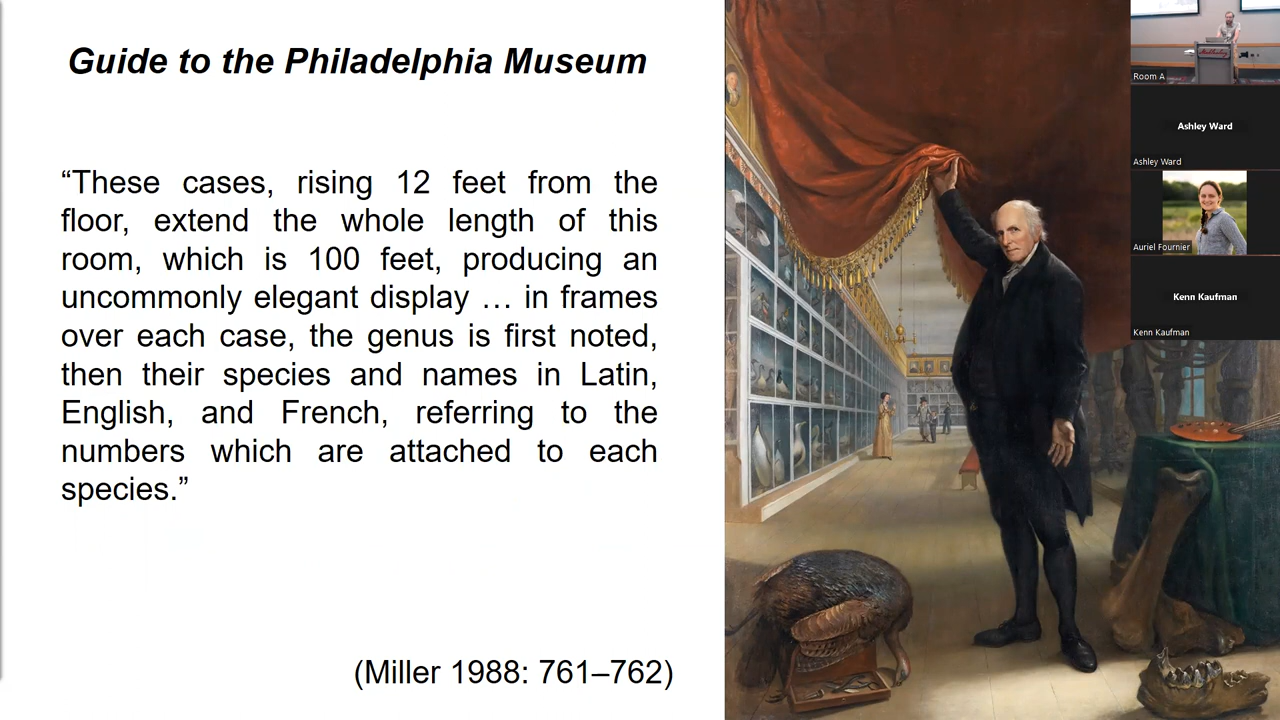 Guide to the Philadelphia Museum
“These cases, rising 12 feet from the
floor, extend the whole length of this
room, which is 100 feet, producing an
uncommonly elegant display … in frames
over each case, the genus is first noted,
then their species and names in Latin,
English, and French, referring to the
numbers which are attached to each
species.”
(Miller 1988: 761–762)
Room A
Ashley Ward
Ashley Ward
Auriel Fournier
Kenn Kaufman
Kenn Kaufman